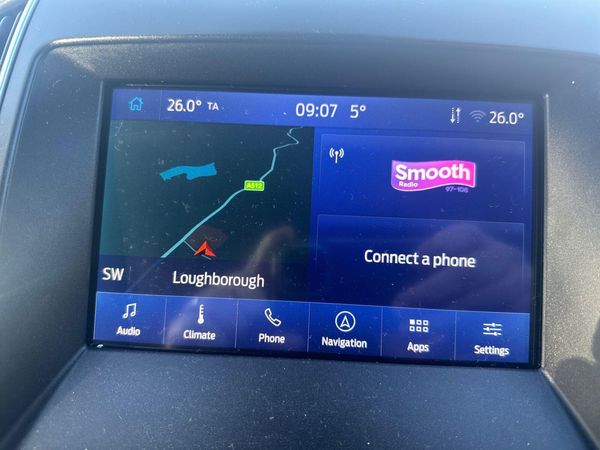 26.0° TA 09:07 5° 26.0°
A512
Smooth
Radio
97-108
Connect a phone
SW Loughborough
Audio Climate Phone Navigation Apps Settings